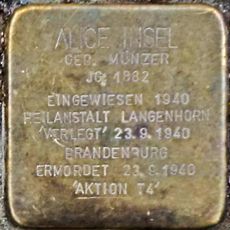 ALICE INSEL
GEB. MÜNZER
JG. 1882
EINGEWIESEN 1940
HEILANSTALT LANGENHORN
'VERLEGT' 23.9.1940
BRANDENBURG
ERMORDET 23.9.1940
'AKTION T4'